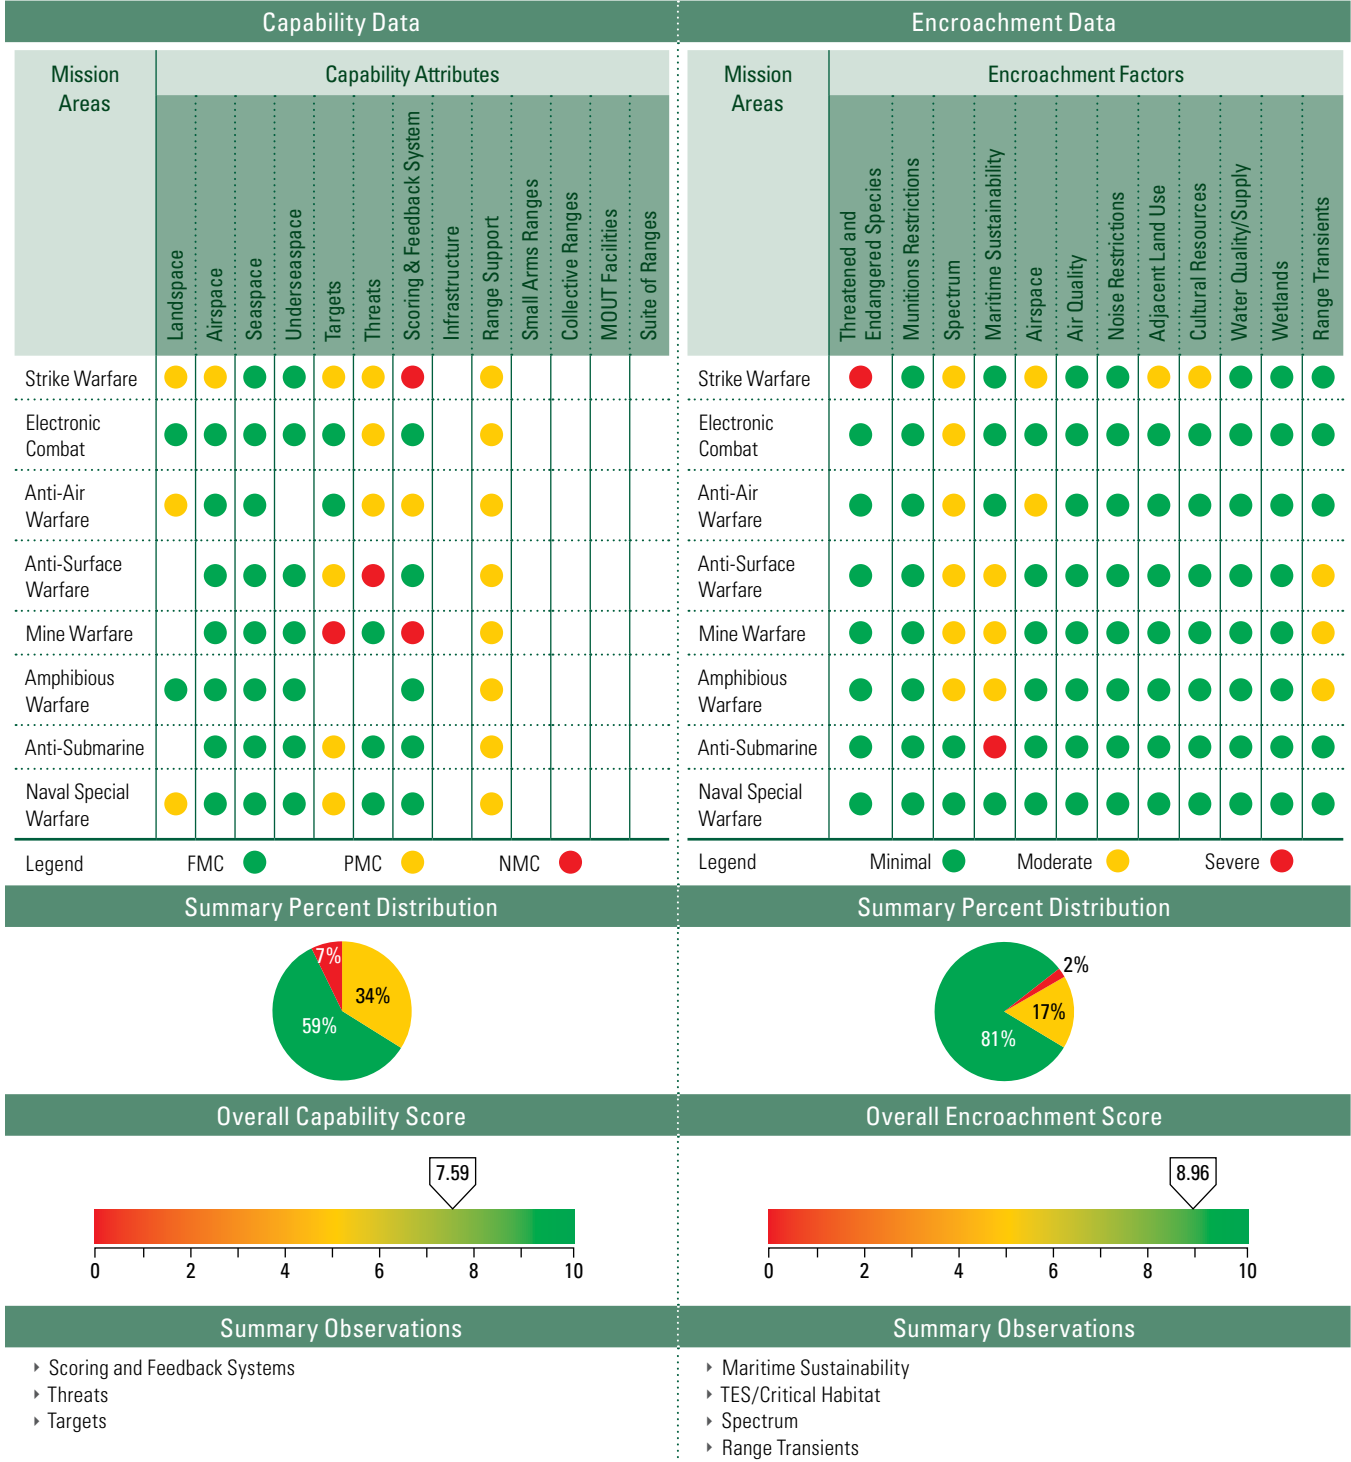 Capability Data
Mission
Areas
Capability Attributes
Landspace
Airspace
Seaspace
Underseaspace
Targets
Threats
Scoring & Feedback System
Infrastructure
Range Support
Small Arms Ranges
Collective Ranges
MOUT Facilities
Suite of Ranges
Strike Warfare
Electronic
Combat
Anti-Air
Warfare
Anti-Surface
Warfare
Mine Warfare
Amphibious
Warfare
Anti-Submarine
Naval Special
Warfare
Legend FMC PMC NMC
Summary Percent Distribution
7%
34%
59%
Overall Capability Score
7.59
0 2 4 6 8 10
Summary Observations
‣ Scoring and Feedback Systems
‣ Threats
‣ Targets
Encroachment Data
Mission
Areas
Encroachment Factors
Threatened and
Endangered Species
Munitions Restrictions
Spectrum
Maritime Sustainability
Airspace
Air Quality
Noise Restrictions
Adjacent Land Use
Cultural Resources
Water Quality/Supply
Wetlands
Range Transients
Strike Warfare
Electronic
Combat
Anti-Air
Warfare
Anti-Surface
Warfare
Mine Warfare
Amphibious
Warfare
Anti-Submarine
Naval Special
Warfare
Legend Minimal Moderate Severe
Summary Percent Distribution
2%
17%
81%
Overall Encroachment Score
8.96
0 2 4 6 8 10
Summary Observations
‣ Maritime Sustainability
‣ TES/Critical Habitat
‣ Spectrum
‣ Range Transients